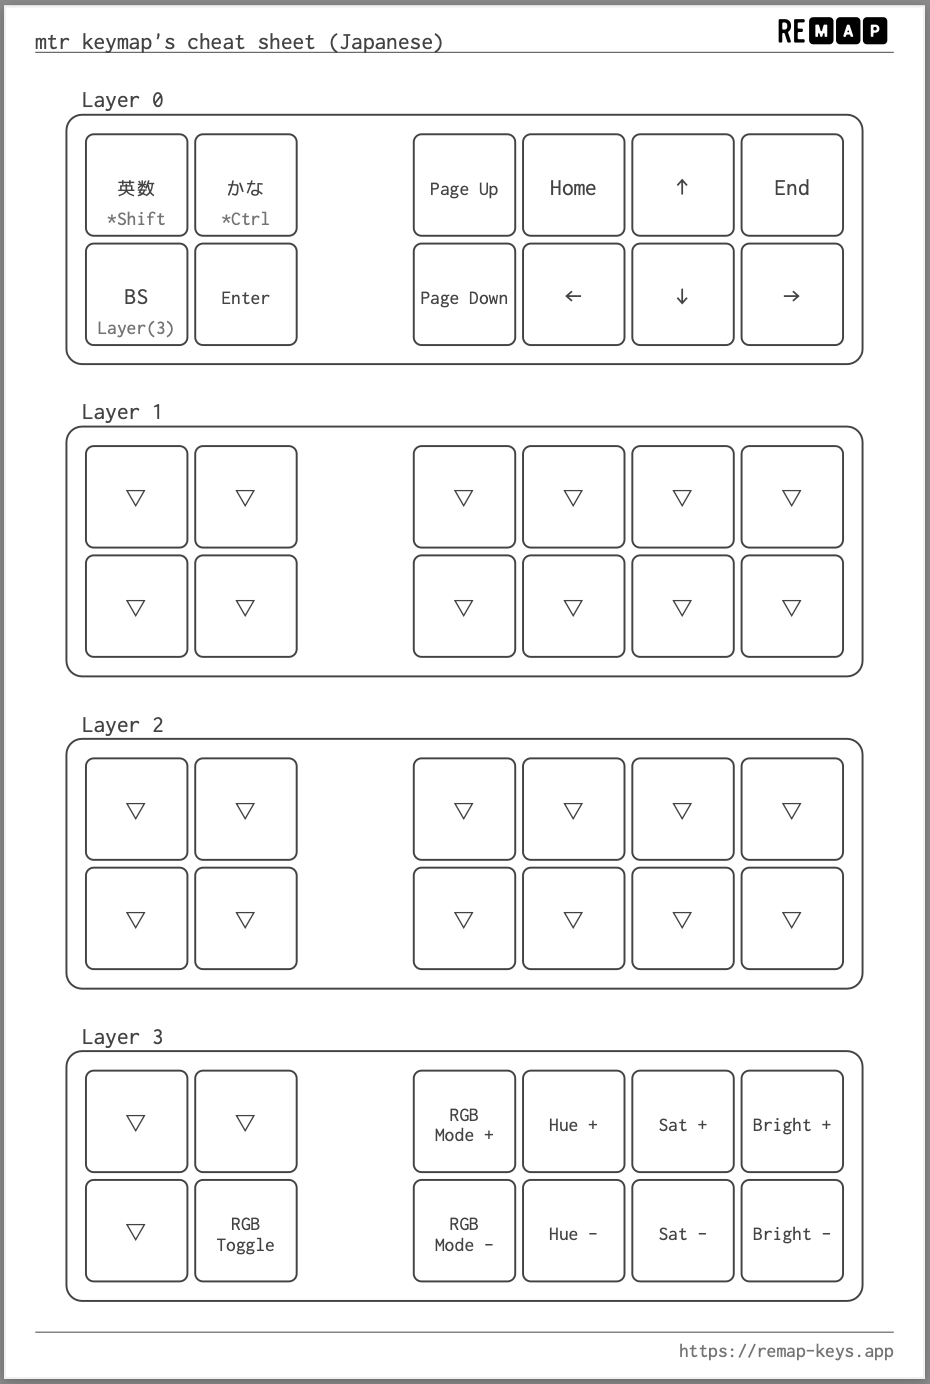 mtr keymap's cheat sheet (Japanese)
REMAP
Layer 0
英数 かな Page Up Home ↑ End
*Shift *Ctrl
BS Enter Page Down ← ↓ →
Layer(3)
Layer 1
▽ ▽ ▽ ▽ ▽ ▽
▽ ▽ ▽ ▽ ▽ ▽
Layer 2
▽ ▽ ▽ ▽ ▽ ▽
▽ ▽ ▽ ▽ ▽ ▽
Layer 3
▽ ▽ RGB Mode + Hue + Sat + Bright +
▽ RGB Toggle RGB Mode - Hue - Sat - Bright -
https://remap-keys.app